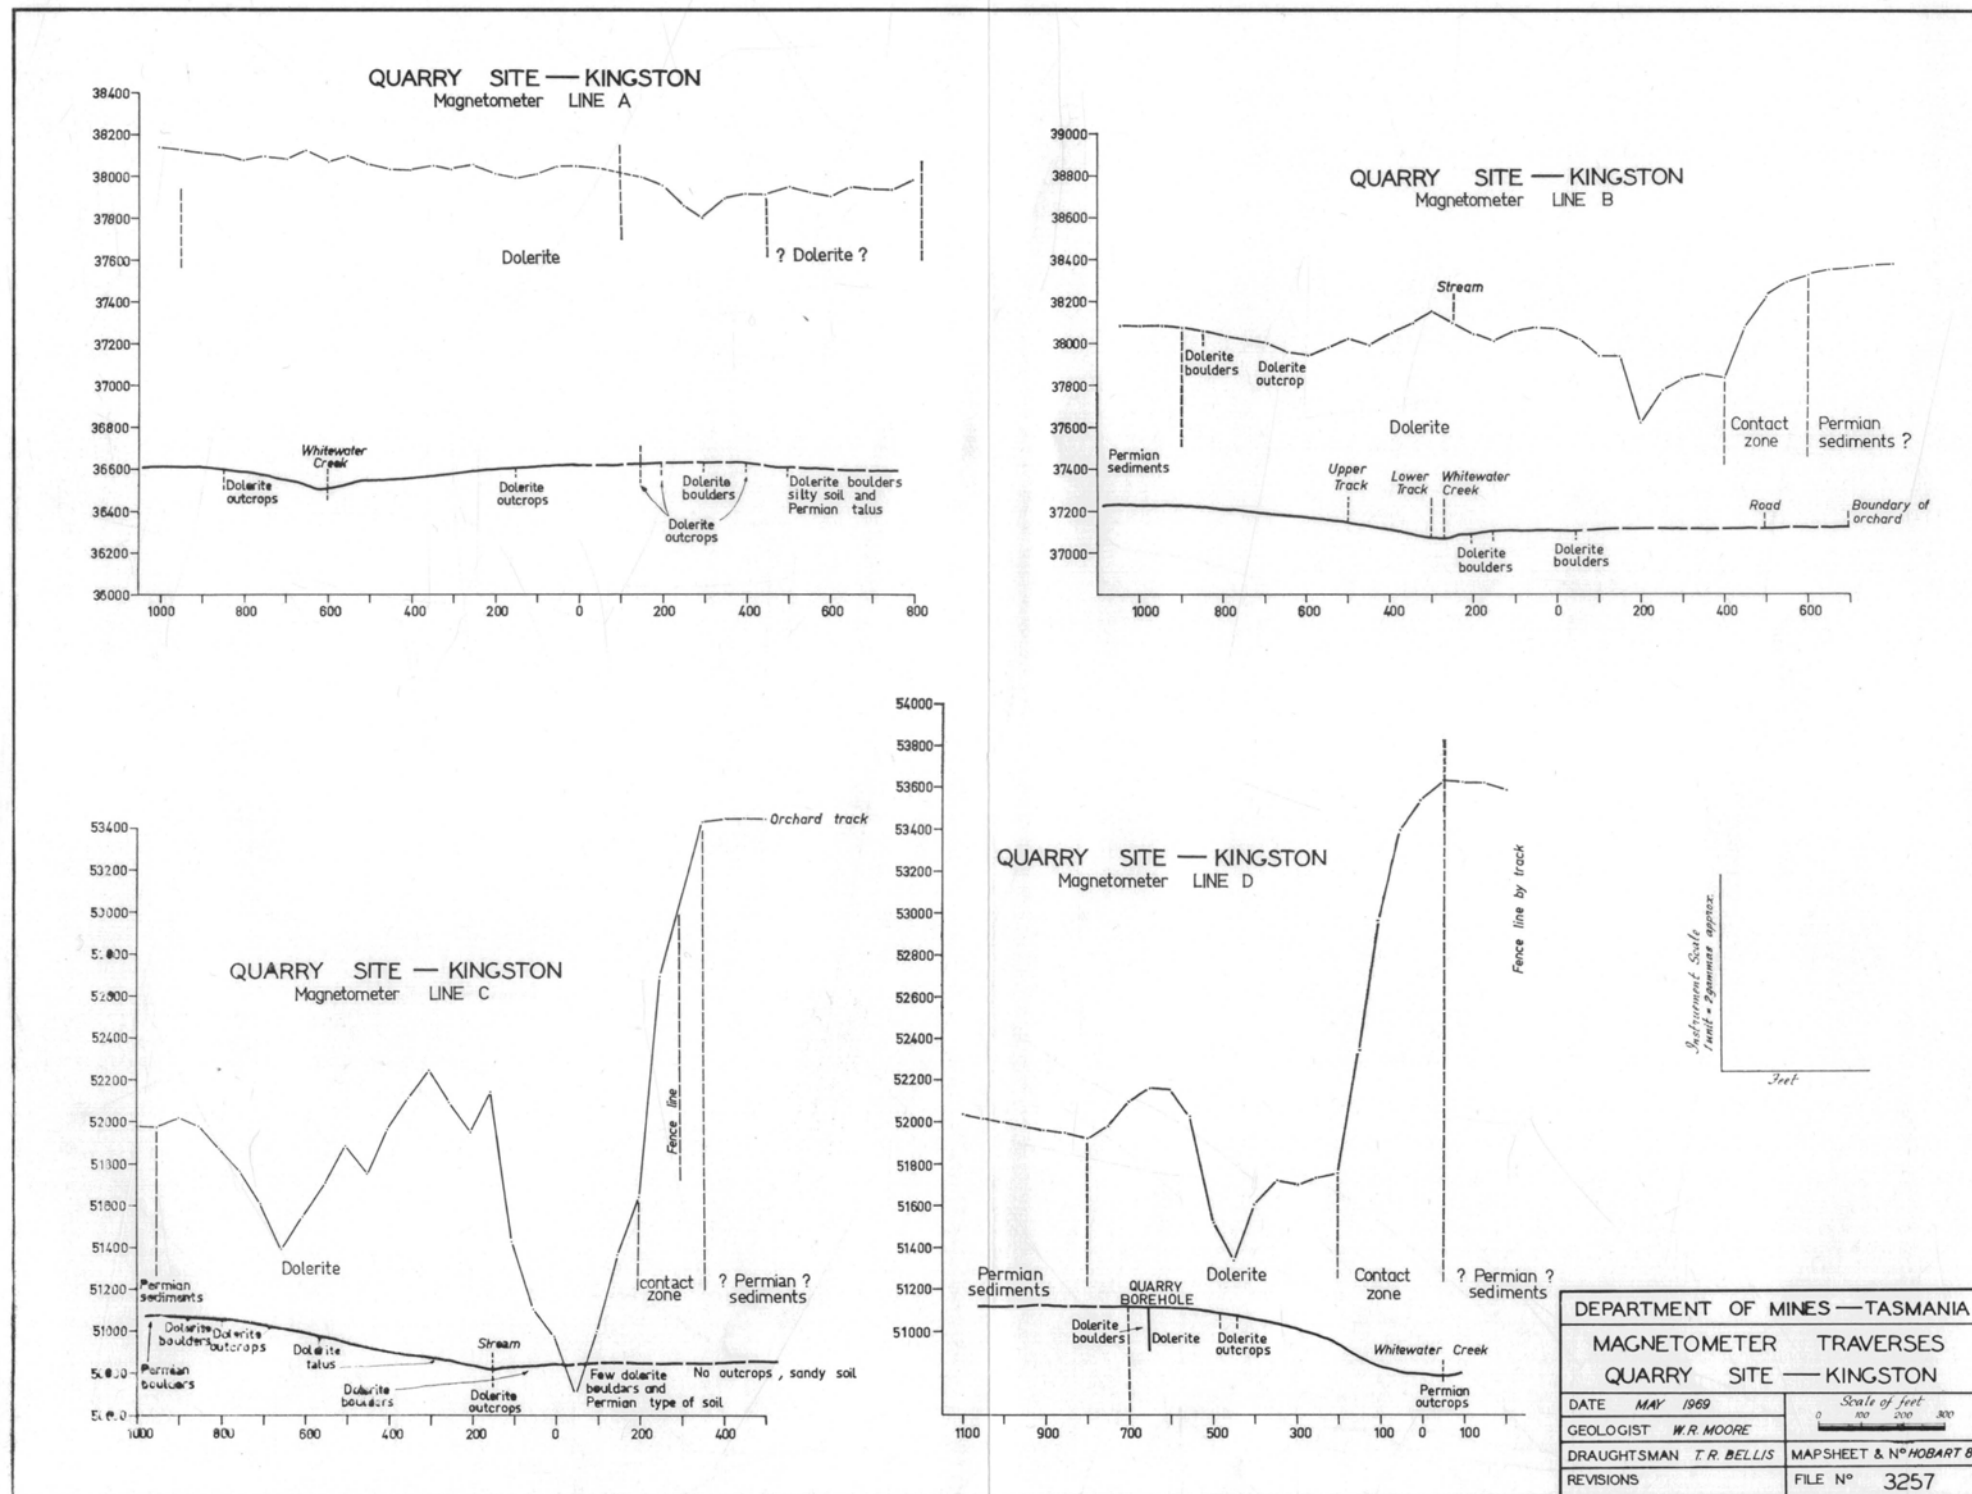 QUARRY SITE — KINGSTON
Magnetometer LINE A
38400
38200
38000
37800
37600
37400
37200
37000
36800
36600
36400
36200
36000
Dolerite
? Dolerite ?
Whitewater
Creek
Dolerite
outcrops
Dolerite
outcrops
Dolerite
boulders
Dolerite
outcrops
Dolerite boulders
silty soil and
Permian talus
1000 800 600 400 200 0 200 400 600 800
QUARRY SITE — KINGSTON
Magnetometer LINE B
39000
38800
38600
38400
38200
38000
37800
37600
37400
37200
37000
Stream
Dolerite
boulders
Dolerite
outcrop
Dolerite
Contact
zone
Permian
sediments ?
Permian
sediments
Upper
Track
Lower
Track
Whitewater
Creek
Road
Boundary of
orchard
Dolerite
boulders
Dolerite
boulders
1000 800 600 400 200 0 200 400 600
QUARRY SITE — KINGSTON
Magnetometer LINE C
53400
53200
53000
52400
52200
52000
51800
51600
51400
51200
51000
Orchard track
Fence line
Dolerite
contact
zone
? Permian ?
sediments
Permian
sediments
Dolerite
boulders
Dolerite
outcrops
Dolerite
talus
Permian
boulders
Dolerite
boulders
Stream
Dolerite
outcrops
Few dolerite
boulders and
Permian type of soil
No outcrops, sandy soil
1000 800 600 400 200 0 200 400
QUARRY SITE — KINGSTON
Magnetometer LINE D
54000
53800
53600
53400
53200
53000
52800
52600
52400
52200
52000
51800
51600
51400
51200
51000
Fence line by track
Permian
sediments
QUARRY
BOREHOLE
Dolerite
Contact
zone
? Permian ?
sediments
Dolerite
boulders
Dolerite
Dolerite
outcrops
Whitewater Creek
Permian
outcrops
1100 900 700 500 300 100 0 100
Instrument Scale
1 unit = 2 gammas approx.
Feet
DEPARTMENT OF MINES — TASMANIA
MAGNETOMETER TRAVERSES
QUARRY SITE — KINGSTON
DATE MAY 1969
Scale of feet
0 100 200 300
GEOLOGIST W.R. MOORE
DRAUGHTSMAN T.R. BELLIS
MAPSHEET & Nº HOBART 8
REVISIONS
FILE Nº 3257